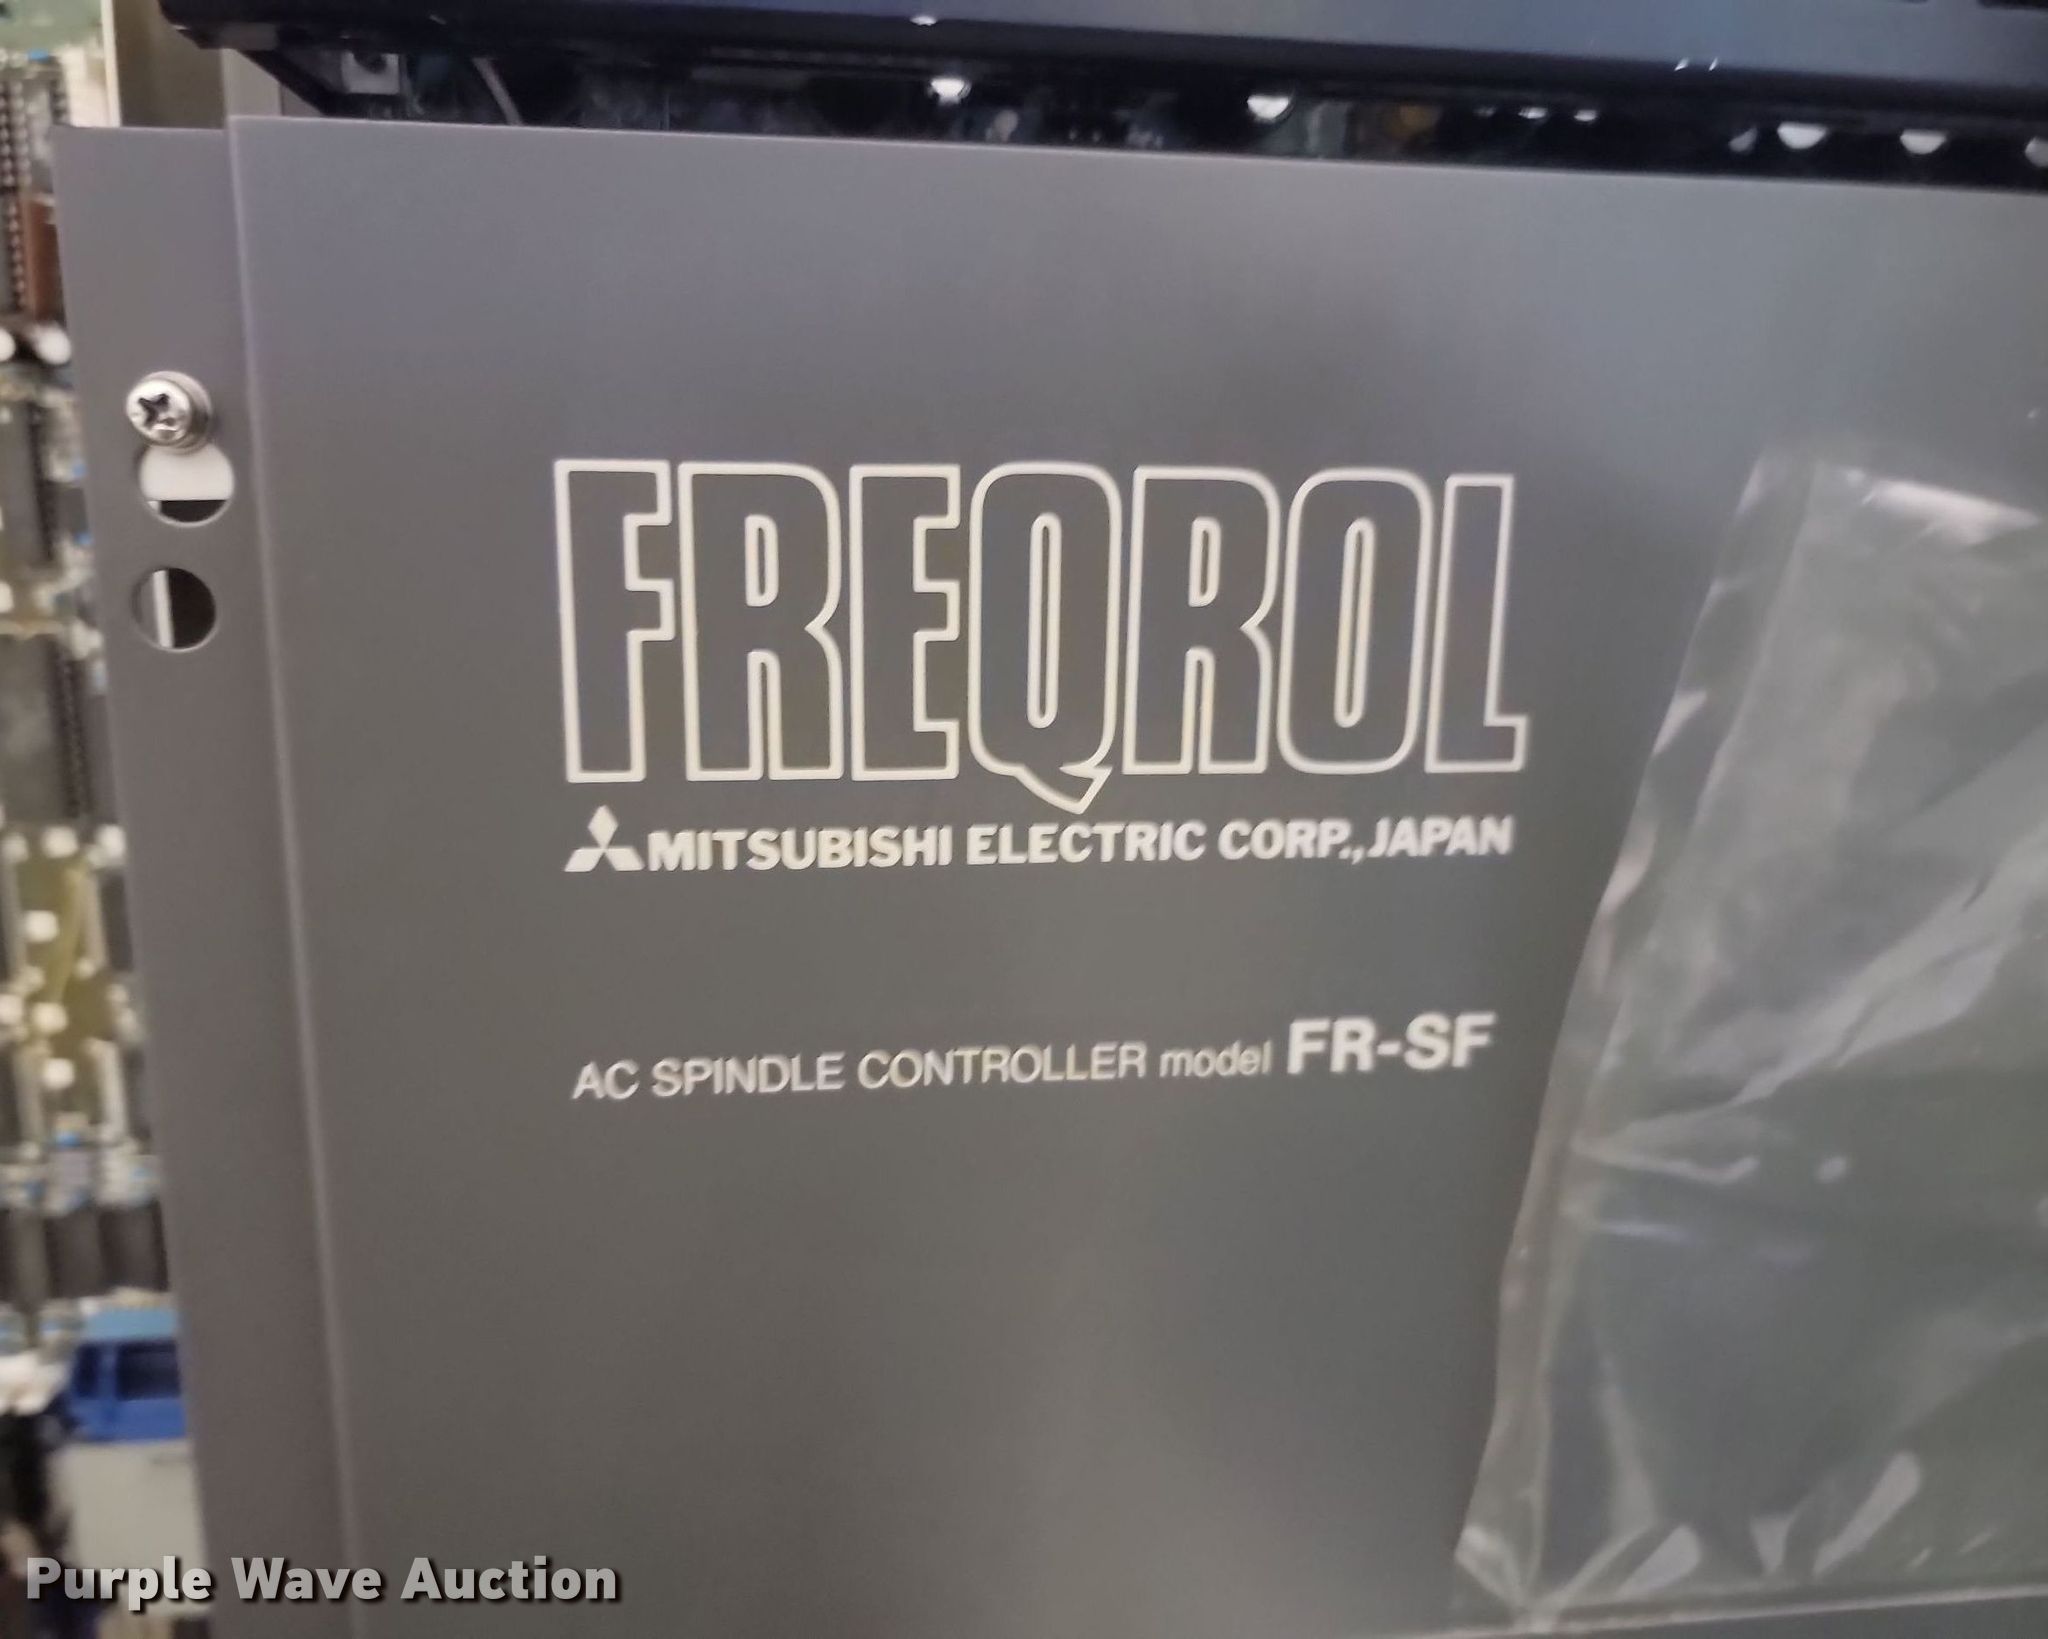 FREQROL
MITSUBISHI ELECTRIC CORP., JAPAN
AC SPINDLE CONTROLLER model FR-SF
Purple Wave Auction